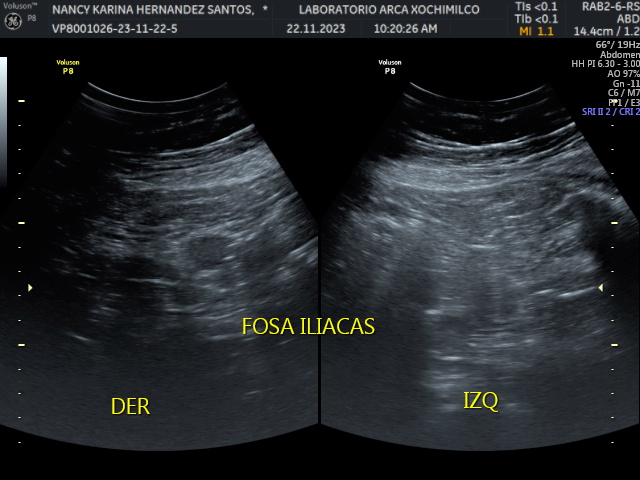 Voluson™
P8
NANCY KARINA HERNANDEZ SANTOS, *
VP8001026-23-11-22-5
LABORATORIO ARCA XOCHIMILCO
22.11.2023
10:20:26 AM
TIs <0.1
TIb <0.1
MI 1.1
RAB2-6-RS
ABD
14.4cm / 1.2
66°/ 19Hz
Abdomen
HH PI 6.30 - 3.00
AO 97%
Gn -11
C6 / M7
/ E3
SRI II 2 / CRI 2
Voluson
P8
Voluson
P8
FOSA ILIACAS
DER
IZQ